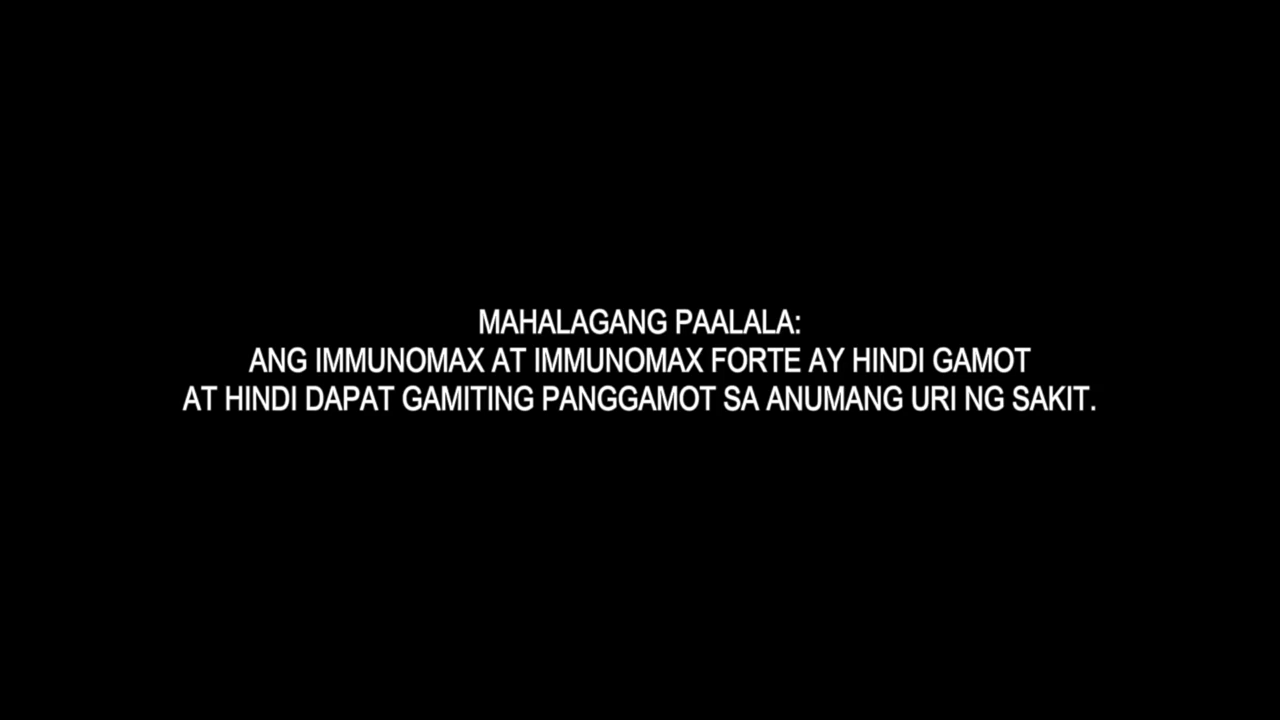 MAHALAGANG PAALALA:
ANG IMMUNOMAX AT IMMUNOMAX FORTE AY HINDI GAMOT
AT HINDI DAPAT GAMITING PANGGAMOT SA ANUMANG URI NG SAKIT.